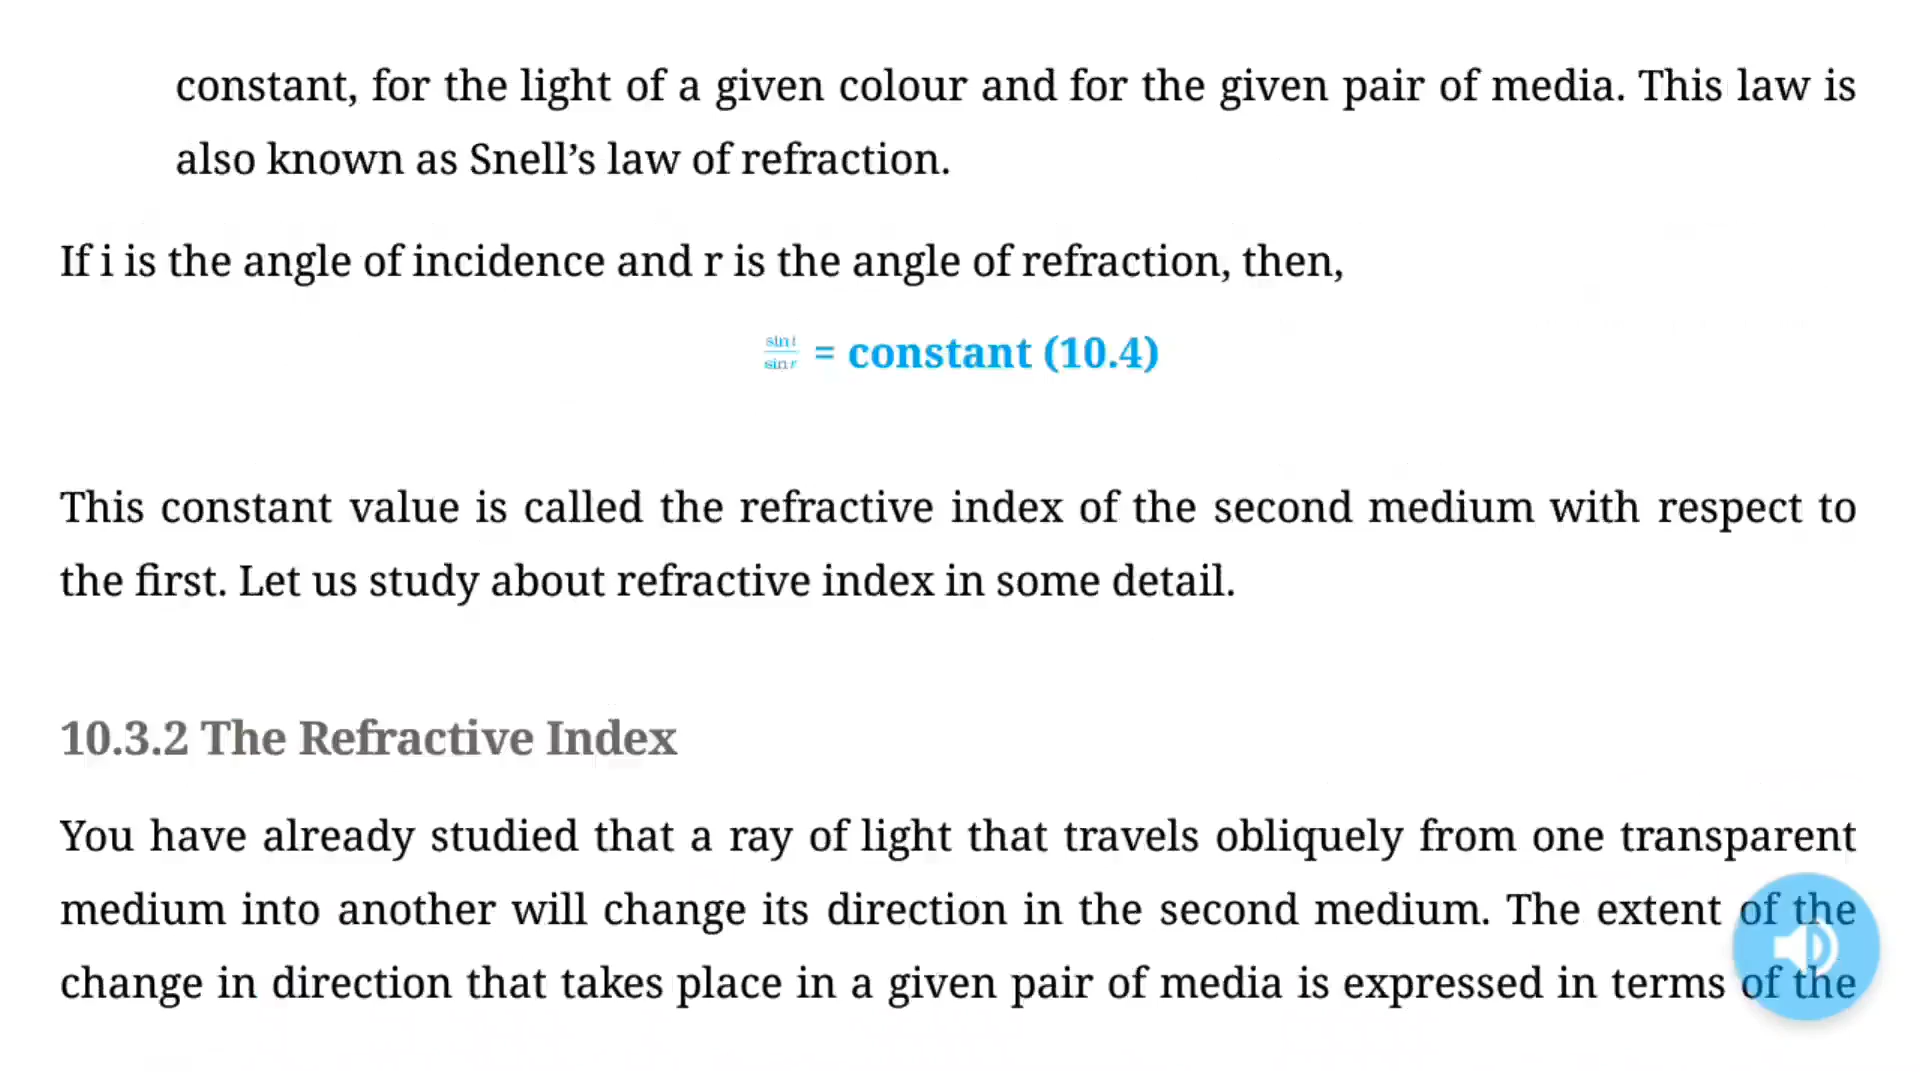 constant, for the light of a given colour and for the given pair of media. This law is
also known as Snell’s law of refraction.
If i is the angle of incidence and r is the angle of refraction, then,
sin i / sin r = constant (10.4)
This constant value is called the refractive index of the second medium with respect to
the first. Let us study about refractive index in some detail.
10.3.2 The Refractive Index
You have already studied that a ray of light that travels obliquely from one transparent
medium into another will change its direction in the second medium. The extent of the
change in direction that takes place in a given pair of media is expressed in terms of the